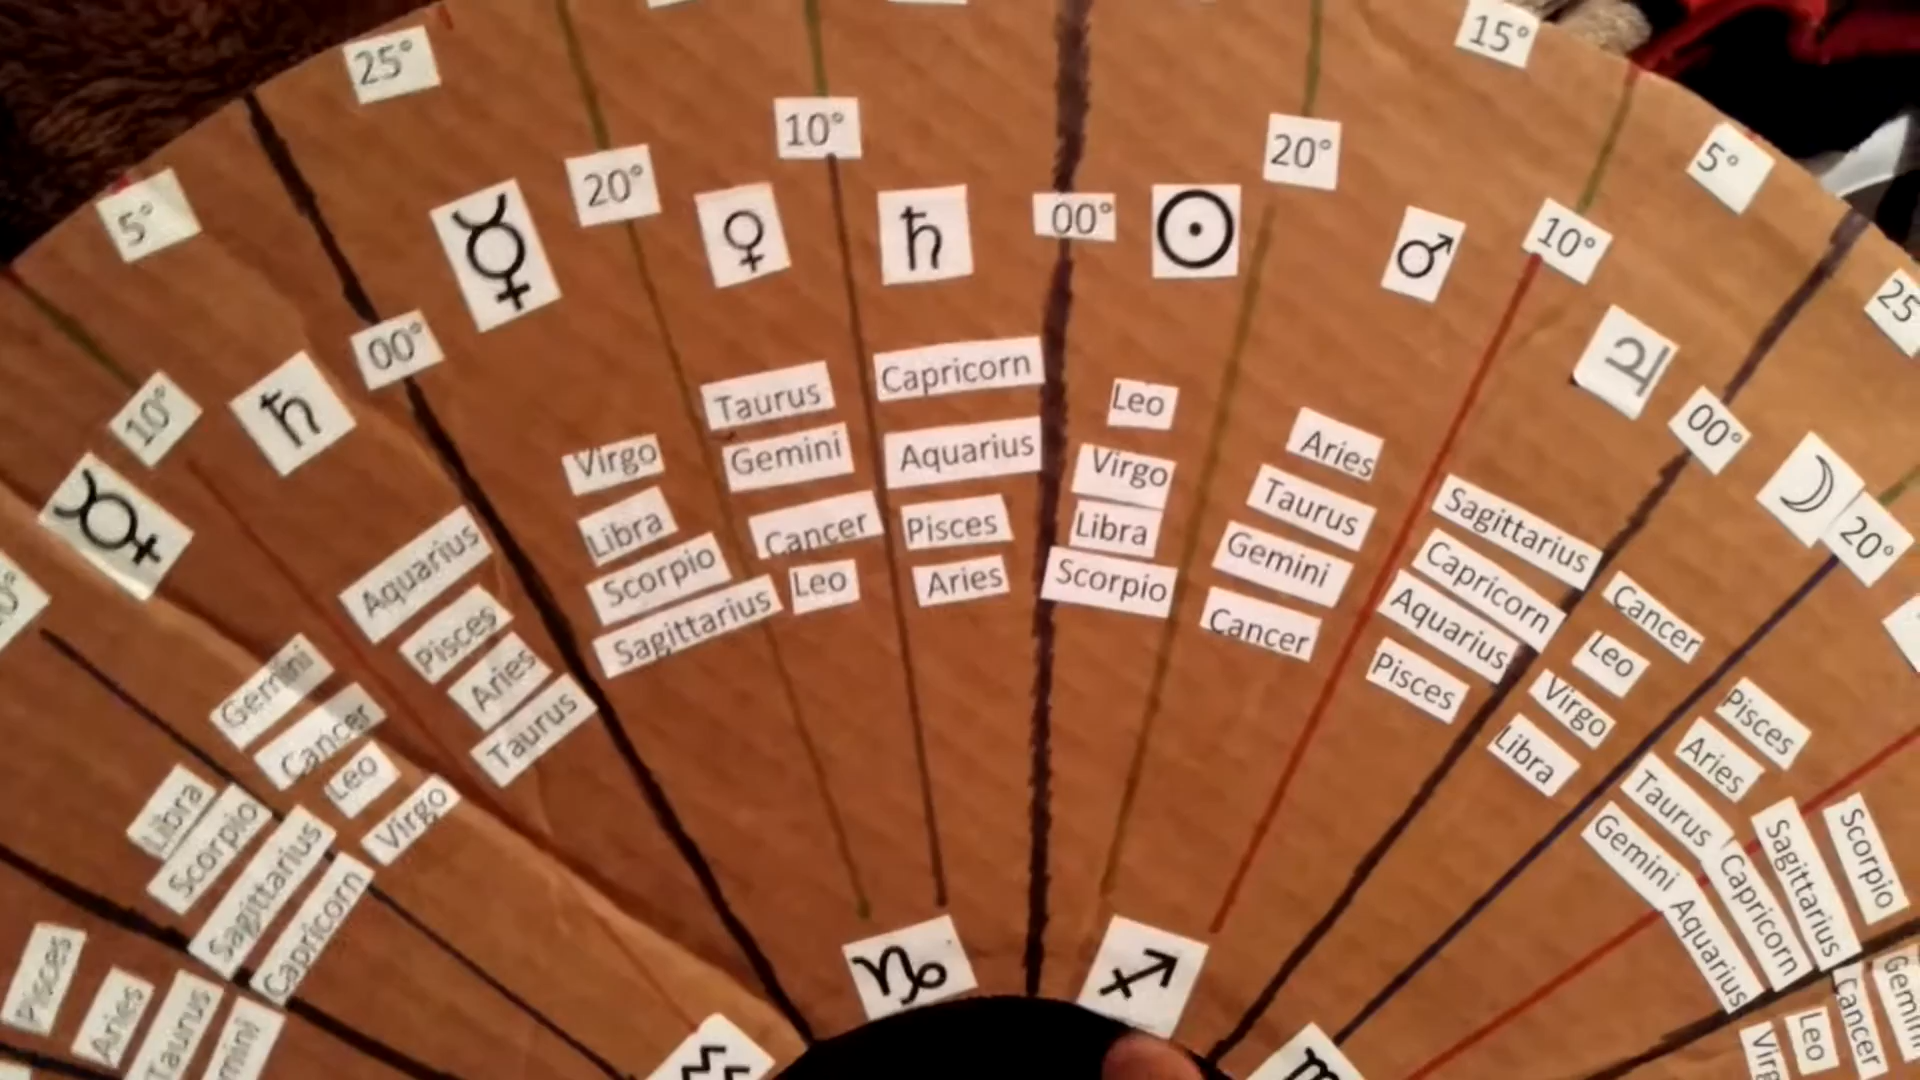 25°
15°
5°
20°
10°
20°
00°
10°
5°
25
00°
10°
00°
20°
Capricorn
Aquarius
Pisces
Aries
Taurus
Gemini
Cancer
Leo
Virgo
Libra
Scorpio
Sagittarius
Leo
Virgo
Libra
Scorpio
Aries
Taurus
Gemini
Cancer
Sagittarius
Capricorn
Aquarius
Pisces
Cancer
Leo
Virgo
Libra
Pisces
Aries
Taurus
Gemini
Scorpio
Sagittarius
Capricorn
Aquarius
Aquarius
Pisces
Aries
Taurus
Gemini
Cancer
Leo
Virgo
Libra
Scorpio
Sagittarius
Capricorn
Pisces
Aries
Taurus
mini
Gemin
Cancer
Leo
Virg